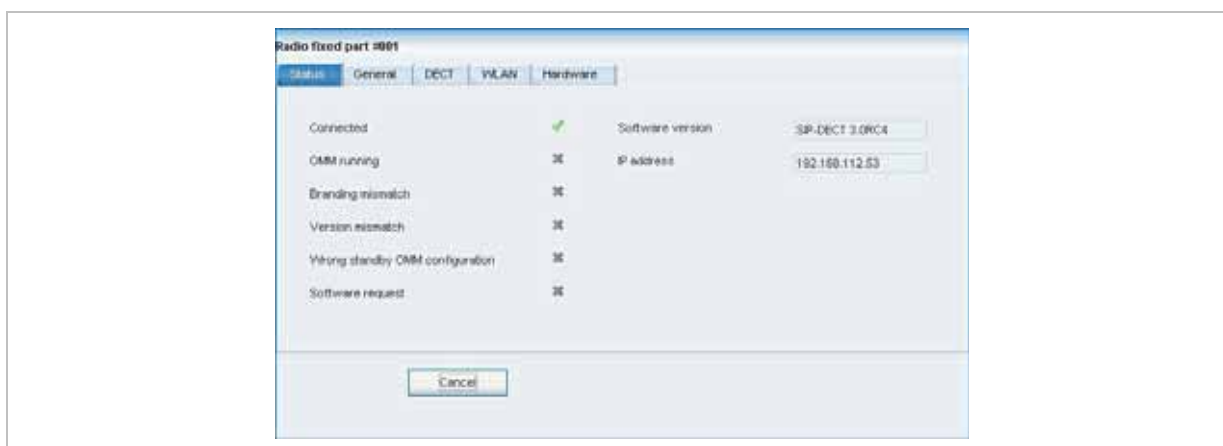 Radio fixed part #001
Status General DECT WLAN Hardware
Connected Software version SIP-DECT 3.0RC4
OMM running IP address 192.168.112.53
Branding mismatch
Version mismatch
Wrong standby OMM configuration
Software request
Cancel